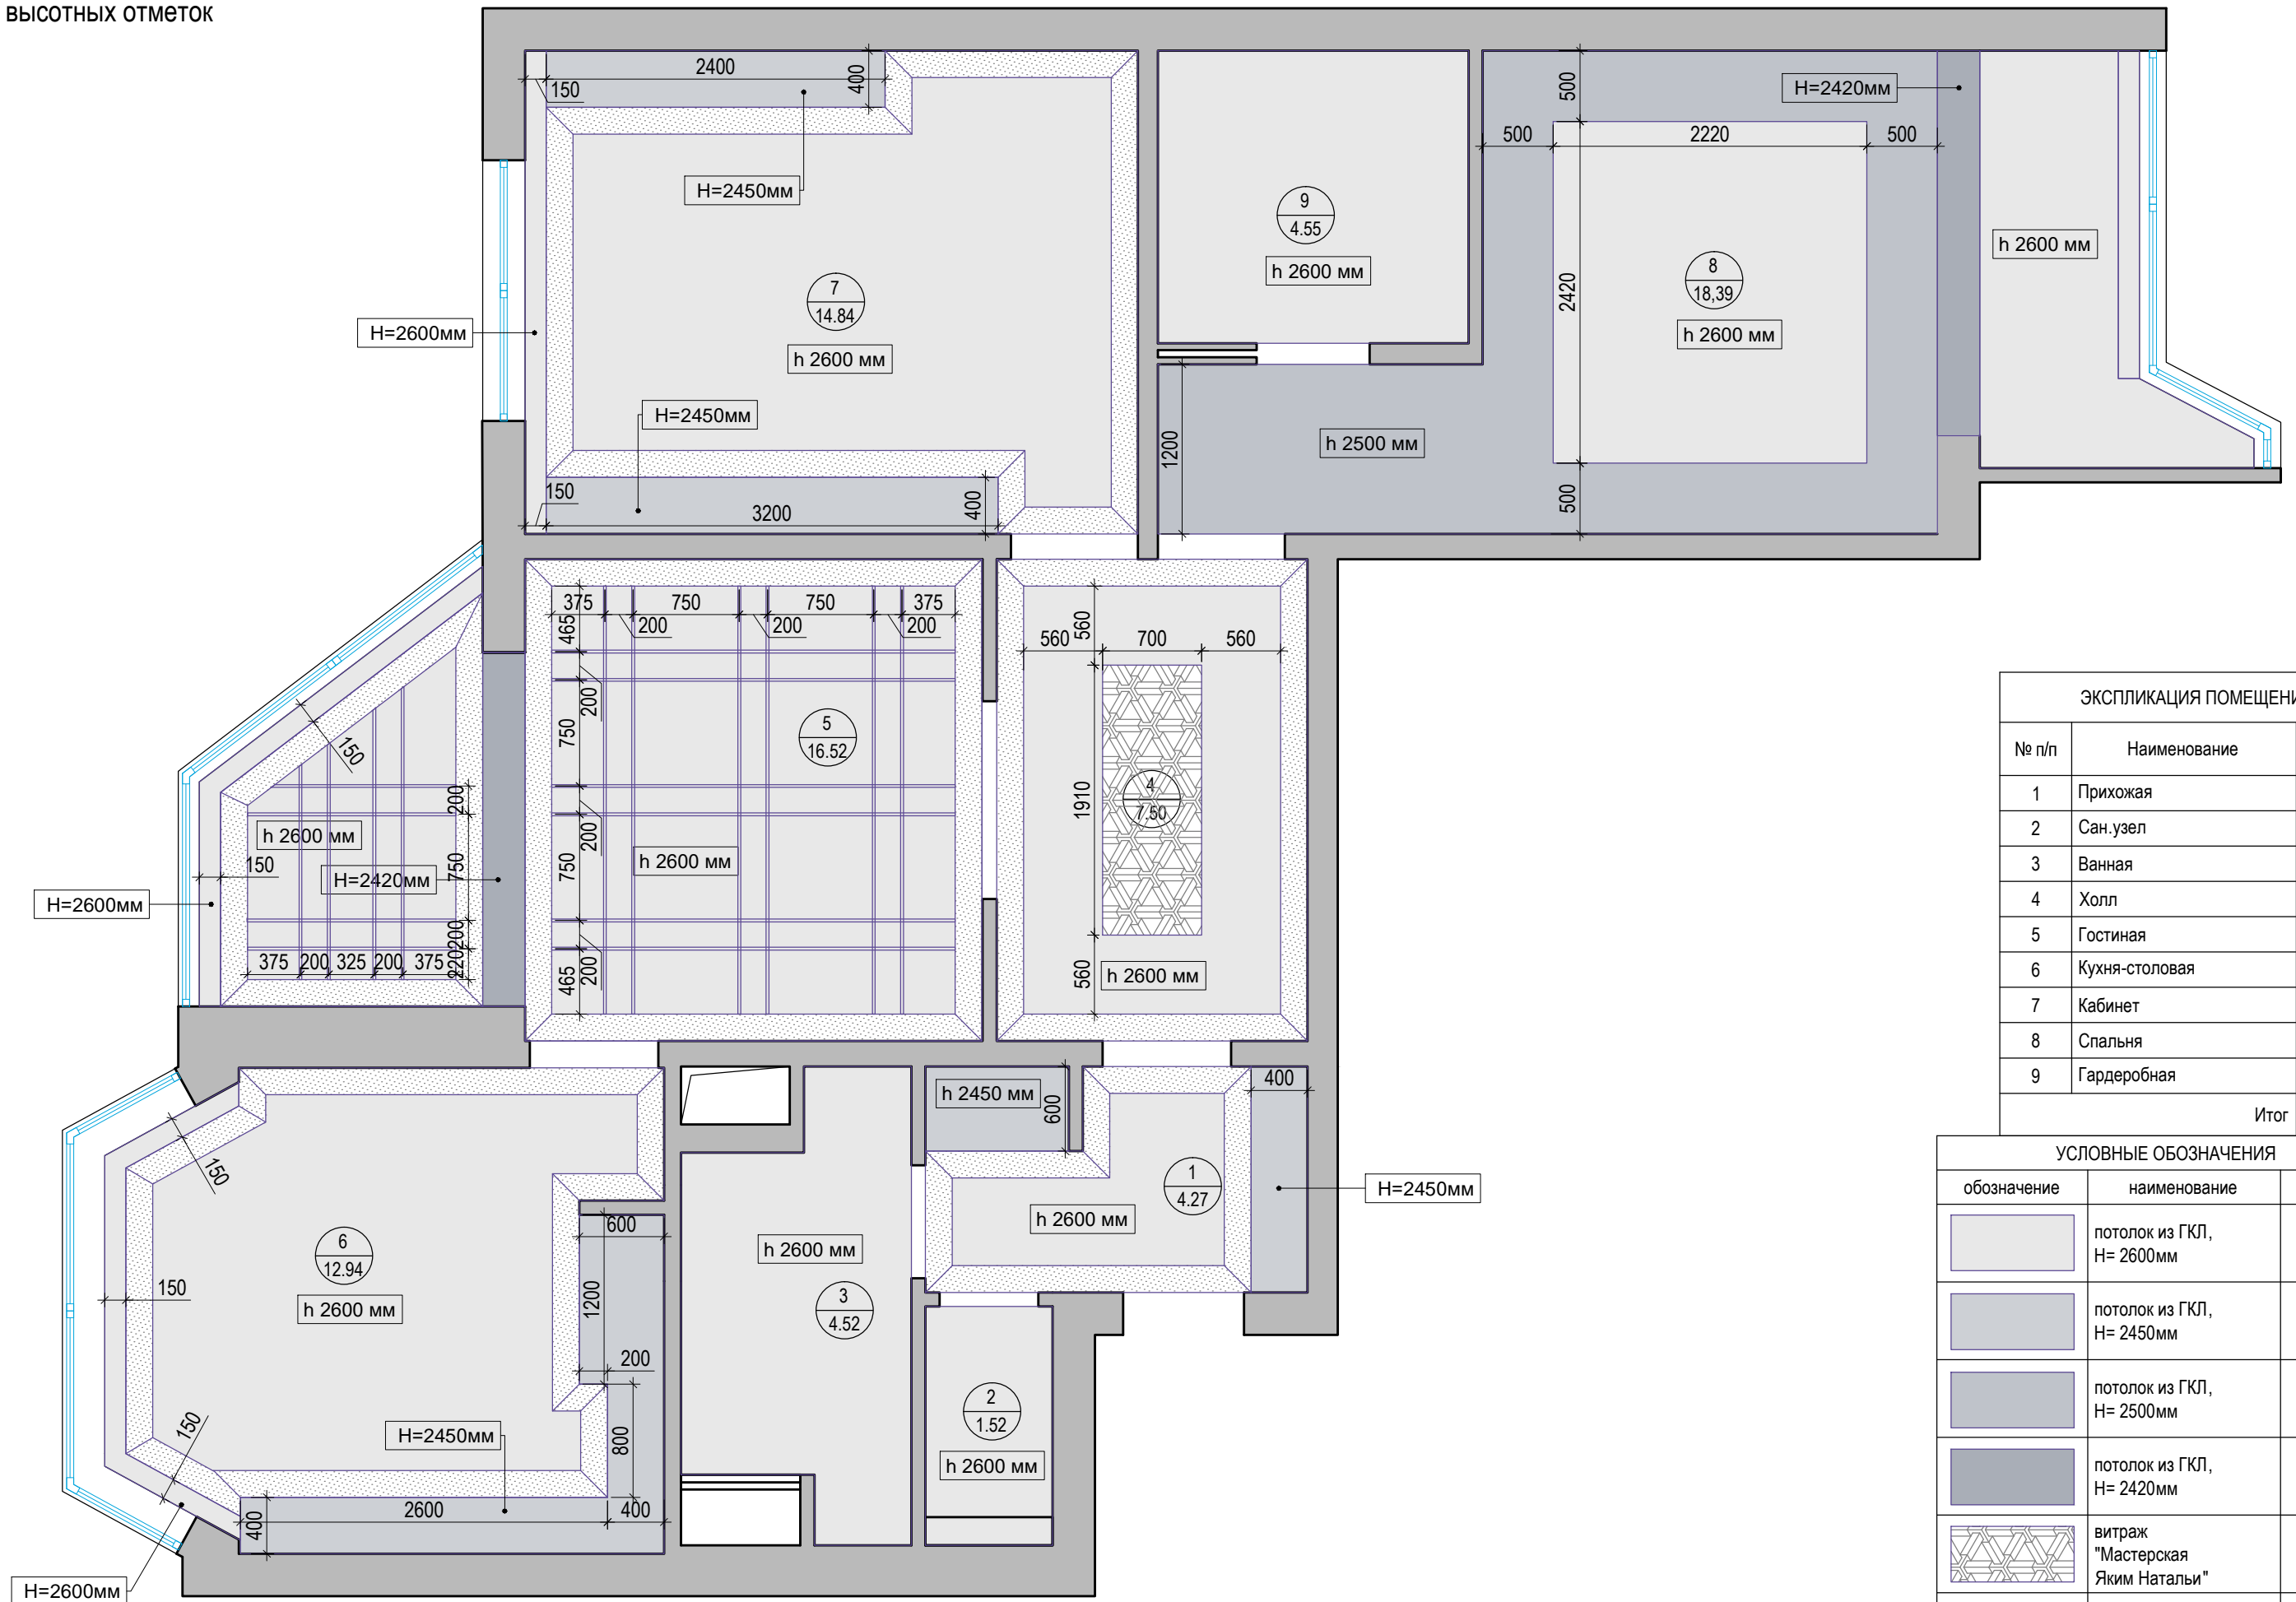 высотных отметок
2400
400
150
H=2450мм
7
14.84
h 2600 мм
H=2600мм
H=2450мм
150
3200
400
9
4.55
h 2600 мм
500
H=2420мм
500
2220
500
2420
8
18,39
h 2600 мм
h 2600 мм
1200
h 2500 мм
500
375
750
750
375
200
200
200
465
200
750
200
750
200
465
5
16.52
h 2600 мм
560
560
700
560
1910
4
7.50
560
h 2600 мм
150
200
h 2600 мм
150
H=2420мм
750
H=2600мм
200
220
375
200
325
200
375
h 2450 мм
600
400
1
4.27
h 2600 мм
H=2450мм
150
6
12.94
h 2600 мм
150
600
1200
200
800
H=2450мм
150
2600
400
400
H=2600мм
h 2600 мм
3
4.52
2
1.52
h 2600 мм
ЭКСПЛИКАЦИЯ ПОМЕЩЕНИ
№ п/п
Наименование
1 Прихожая
2 Сан.узел
3 Ванная
4 Холл
5 Гостиная
6 Кухня-столовая
7 Кабинет
8 Спальня
9 Гардеробная
Итог
УСЛОВНЫЕ ОБОЗНАЧЕНИЯ
обозначение
наименование
потолок из ГКЛ,
H= 2600мм
потолок из ГКЛ,
H= 2450мм
потолок из ГКЛ,
H= 2500мм
потолок из ГКЛ,
H= 2420мм
витраж
"Мастерская
Яким Натальи"